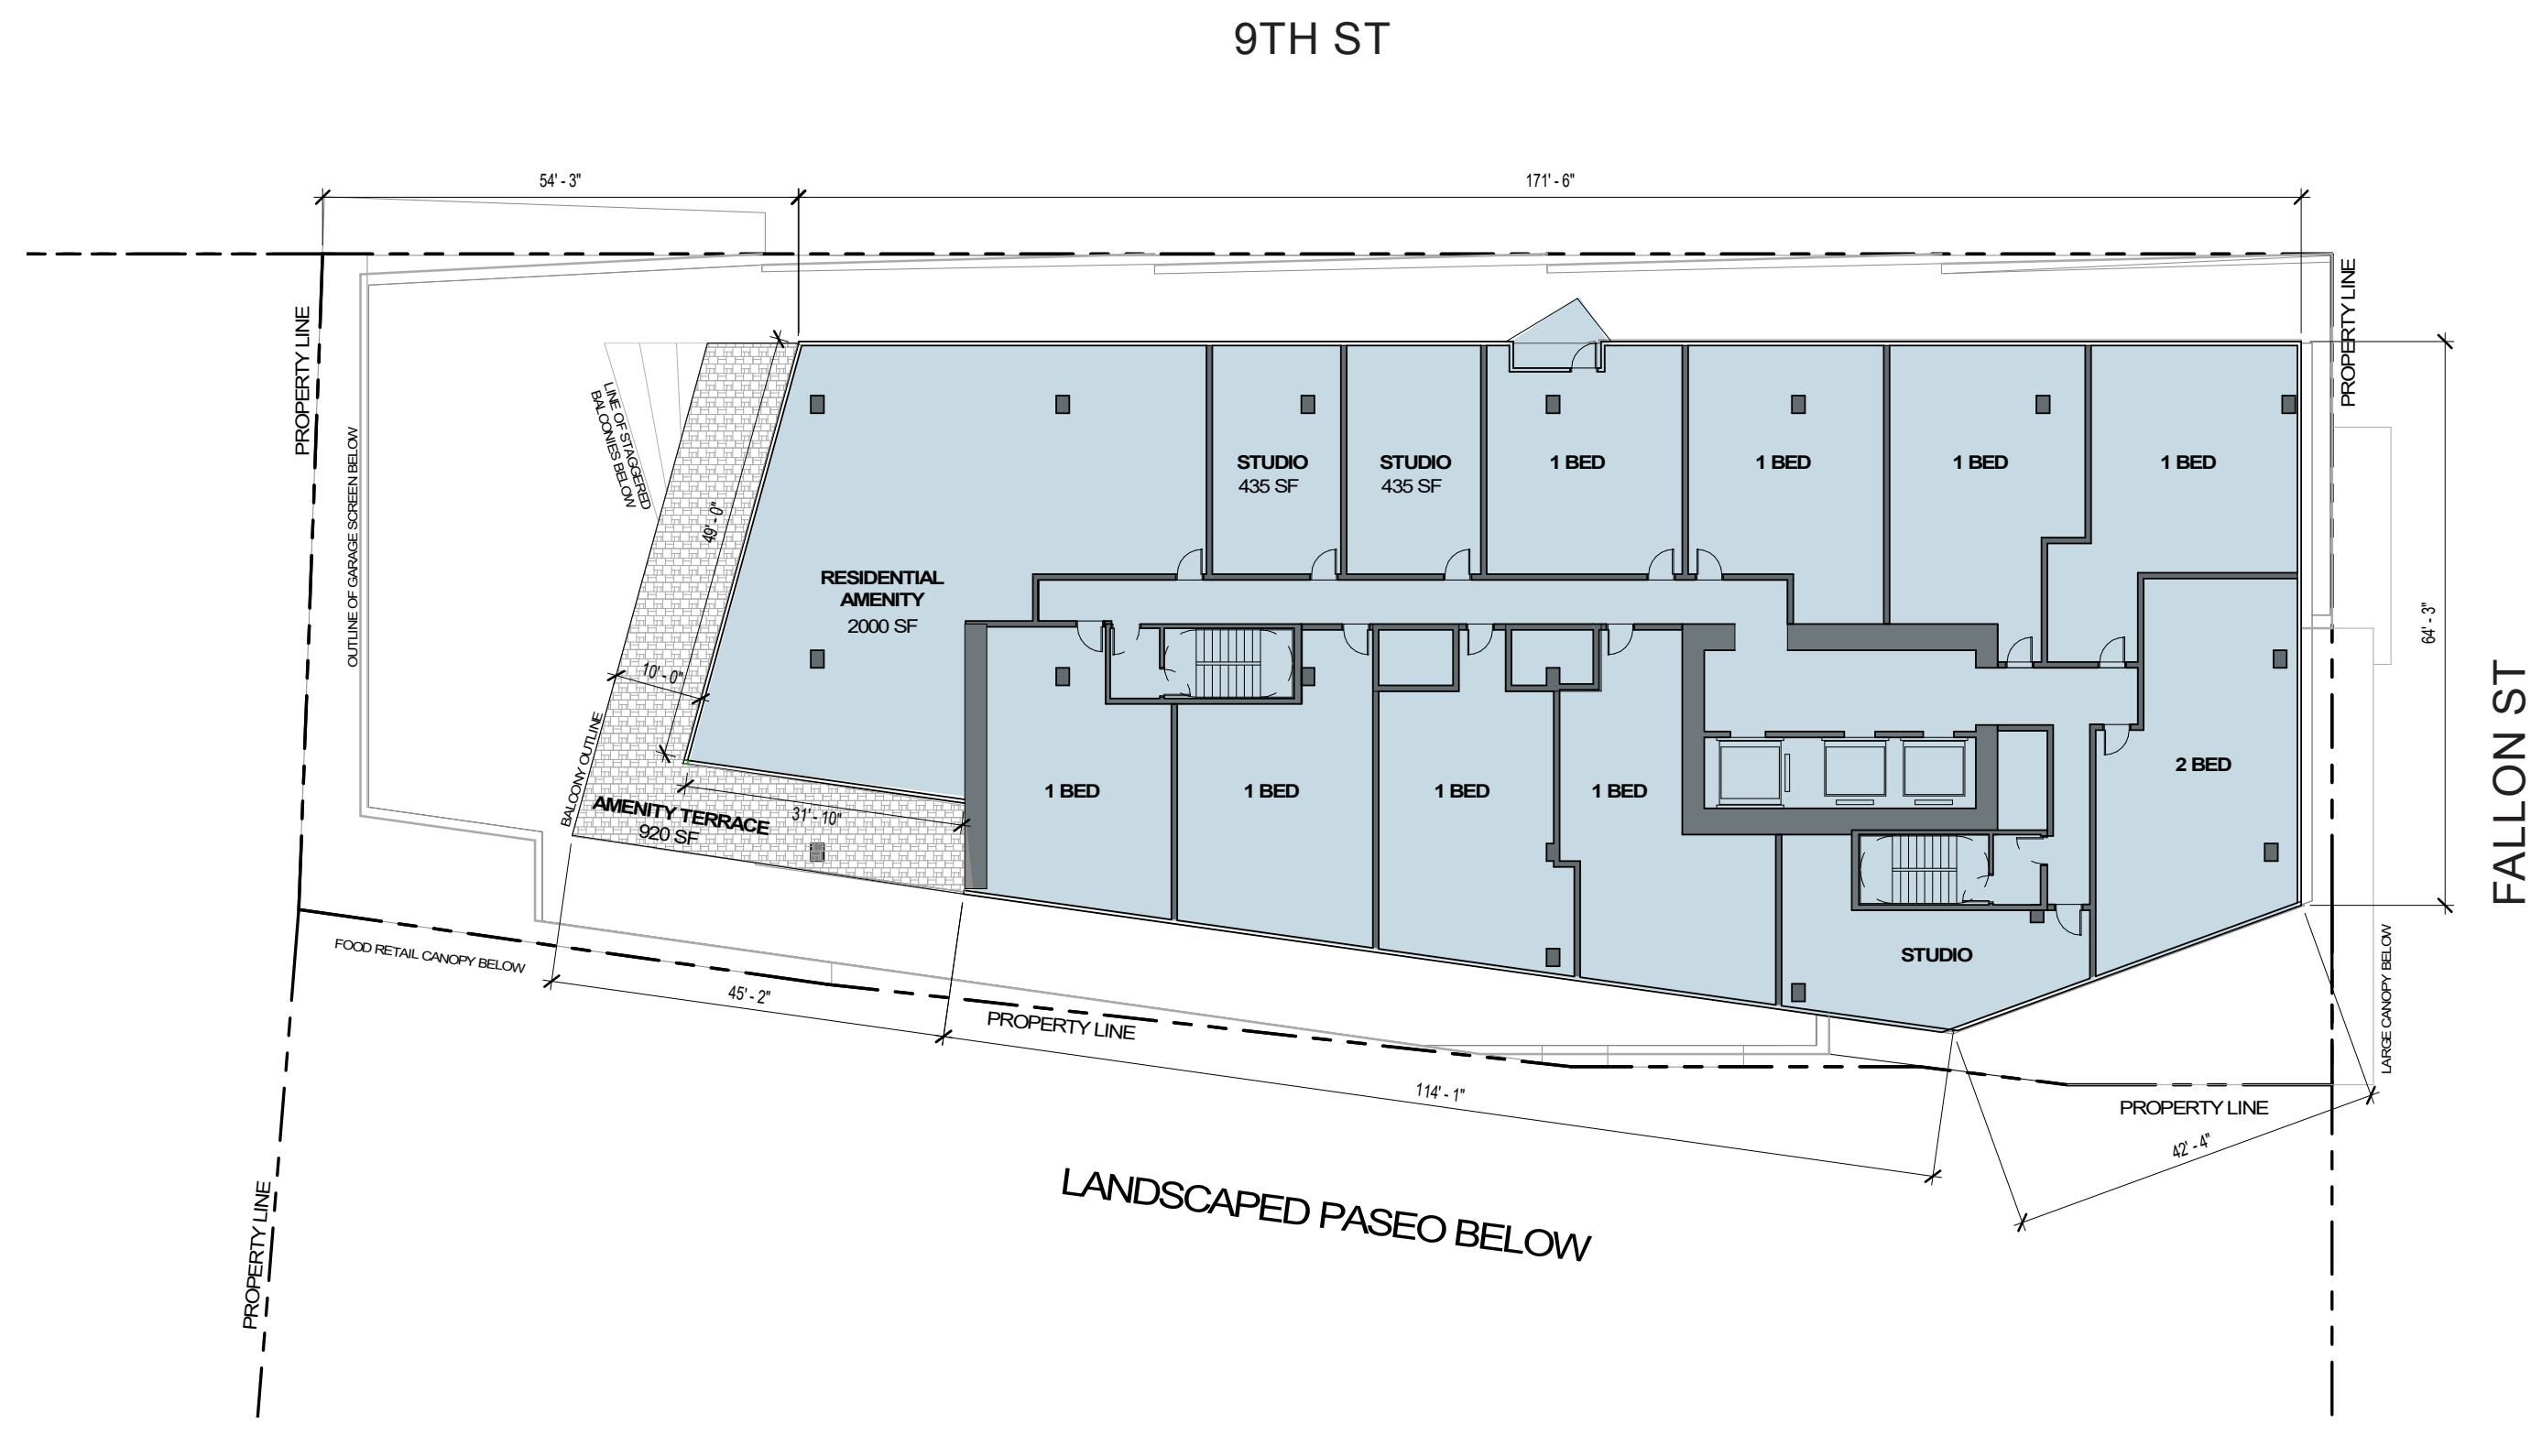 9TH ST
54' - 3"
171' - 6"
PROPERTY LINE
PROPERTY LINE
OUTLINE OF GARAGE SCREEN BELOW
LINE OF STAGGERED
BALCONIES BELOW
49' - 0"
STUDIO
435 SF
STUDIO
435 SF
1 BED
1 BED
1 BED
1 BED
RESIDENTIAL
AMENITY
2000 SF
64' - 3"
FALLON ST
10' - 0"
BALCONY OUTLINE
AMENITY TERRACE
920 SF
31' - 10"
1 BED
1 BED
1 BED
1 BED
2 BED
STUDIO
FOOD RETAIL CANOPY BELOW
45' - 2"
PROPERTY LINE
114' - 1"
LARGE CANOPY BELOW
PROPERTY LINE
42' - 4"
LANDSCAPED PASEO BELOW
PROPERTY LINE